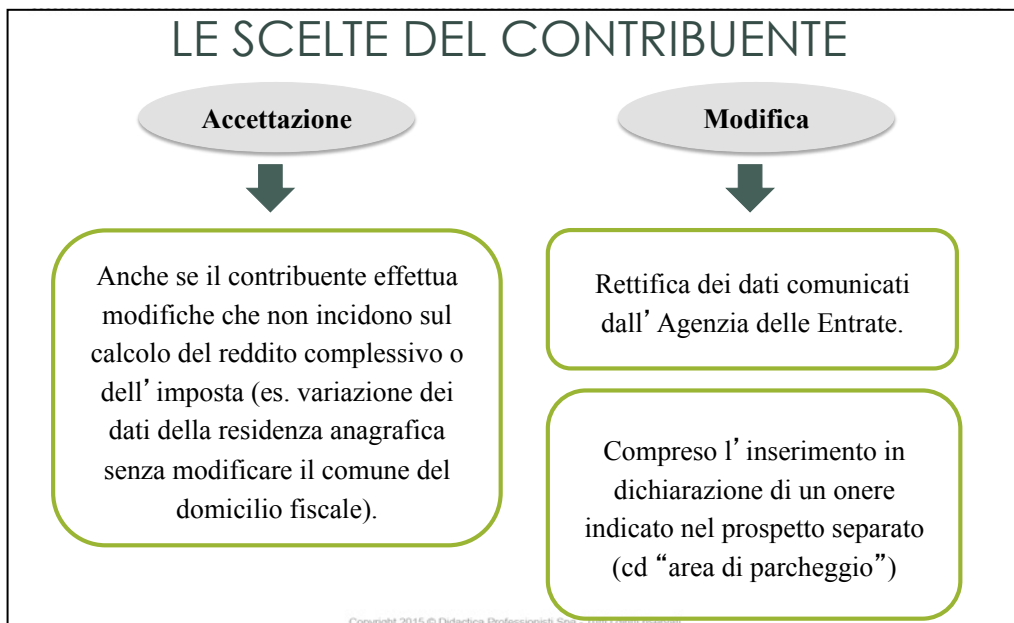 LE SCELTE DEL CONTRIBUENTE
Accettazione
Anche se il contribuente effettua
modifiche che non incidono sul
calcolo del reddito complessivo o
dell’ imposta (es. variazione dei
dati della residenza anagrafica
senza modificare il comune del
domicilio fiscale).
Modifica
Rettifica dei dati comunicati
dall’ Agenzia delle Entrate.
Compreso l’ inserimento in
dichiarazione di un onere
indicato nel prospetto separato
(cd “area di parcheggio”)
Copyright 2015 © Didactica Professionisti Spa -